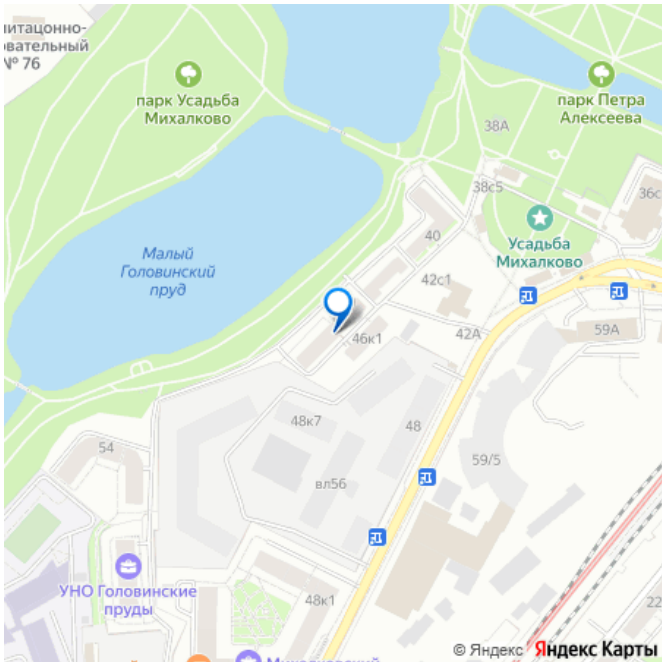 итационно-
овательный
№ 76
парк Усадьба
Михалково
парк Петра
Алексеева
38А
38с5
36с
40
Усадьба
Михалково
Малый
Головинский
пруд
42с1
59А
42А
46к1
48к7
48
54
59/5
вл56
УНО Головинские
пруды
48к1
22
© Яндекс Яндекс Карты